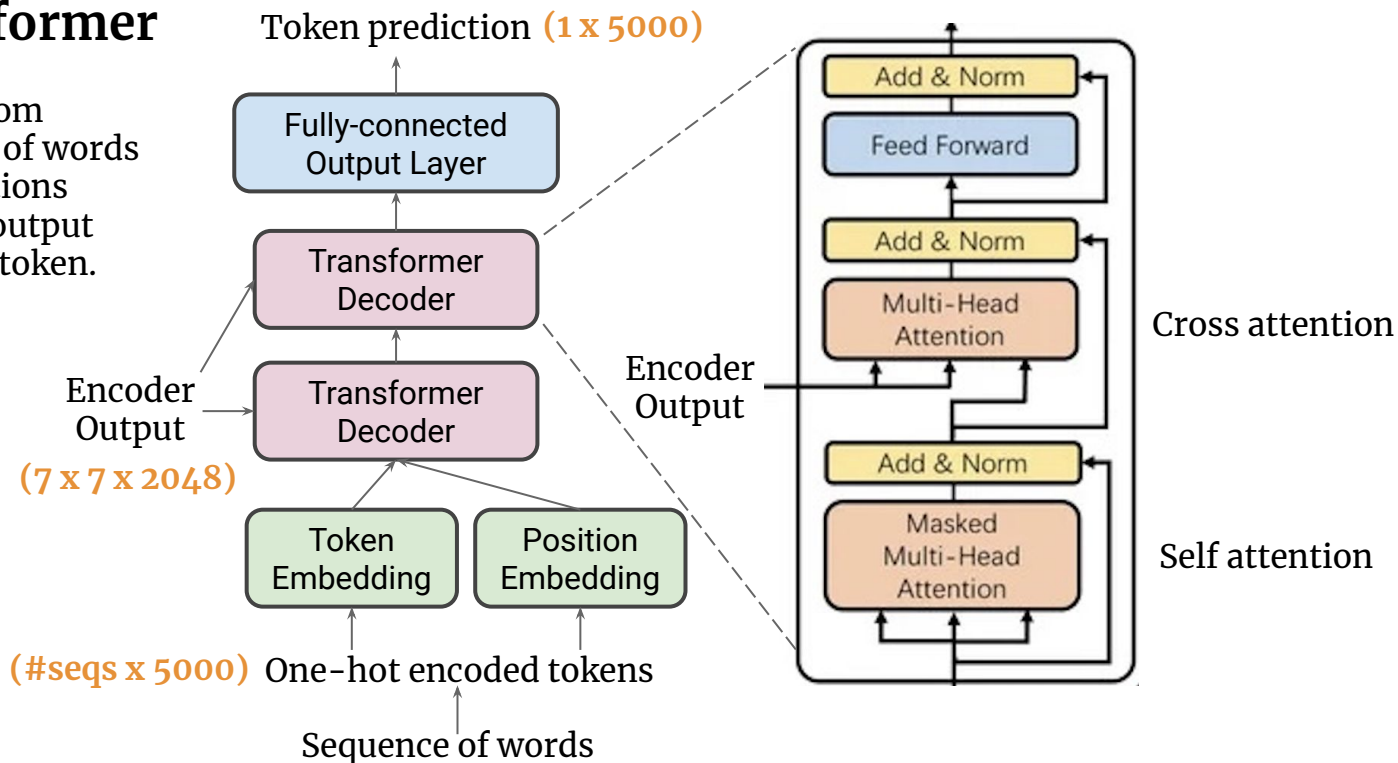 former
om
of words
ions
output
token.
Token prediction (1 x 5000)
Fully-connected
Output Layer
Transformer
Decoder
Transformer
Decoder
Encoder
Output
(7 x 7 x 2048)
Token
Embedding
Position
Embedding
(#seqs x 5000) One-hot encoded tokens
Sequence of words
Add & Norm
Feed Forward
Add & Norm
Multi-Head
Attention
Cross attention
Encoder
Output
Add & Norm
Masked
Multi-Head
Attention
Self attention